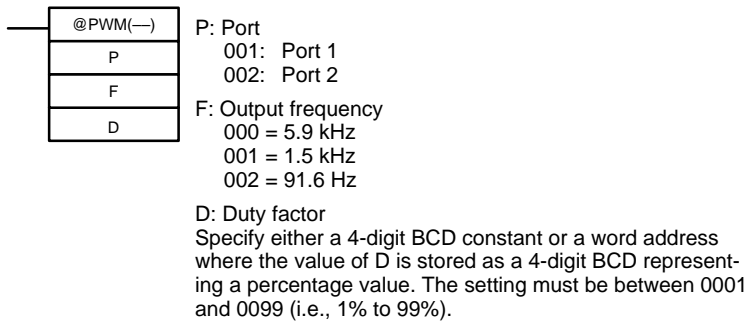 @PWM(––)
P
F
D
P: Port
001: Port 1
002: Port 2
F: Output frequency
000 = 5.9 kHz
001 = 1.5 kHz
002 = 91.6 Hz
D: Duty factor
Specify either a 4-digit BCD constant or a word address
where the value of D is stored as a 4-digit BCD represent-
ing a percentage value. The setting must be between 0001
and 0099 (i.e., 1% to 99%).